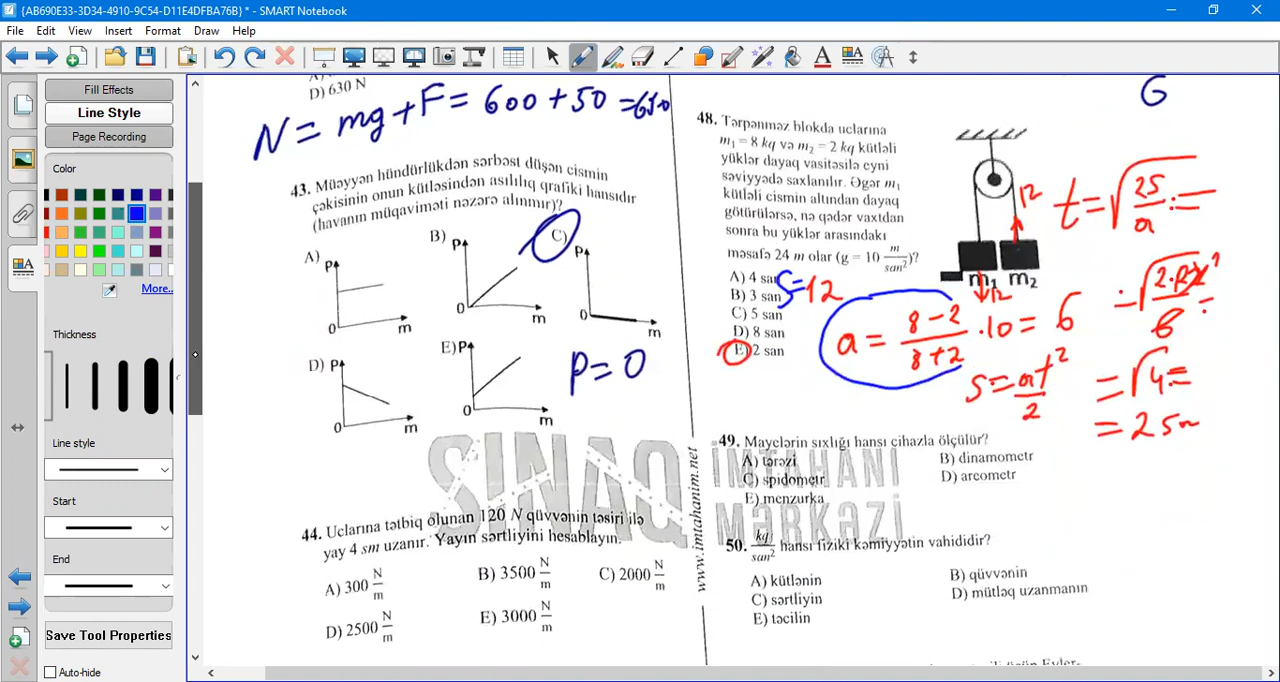 {AB690E33-3D34-4910-9C54-D11E4DFBA76B} * - SMART Notebook
File Edit View Insert Format Draw Help
Fill Effects
Line Style
Page Recording
Color
More...
Thickness
Line style
Start
End
Save Tool Properties
Auto-hide
D) 630 N
N = mg + F = 600 + 50 = 650
43. Müəyyən hündürlükdən sərbəst düşən cismin
çəkisinin onun kütləsindən asılılıq qrafiki hansıdır
(havanın müqaviməti nəzərə alınmır)?
A) P 0 m
B) P 0 m
C) P 0 m
D) P 0 m
E) P 0 m
P = 0
44. Uclarına tətbiq olunan 120 N qüvvənin təsiri ilə
yay 4 sm uzanır. Yayın sərtliyini hesablayın.
A) 300 N/m
B) 3500 N/m
C) 2000 N/m
D) 2500 N/m
E) 3000 N/m
SINAQ İMTAHANI MƏRKƏZİ
www.imtahanim.net
6
48. Tərpənməz blokda uclarına
m₁ = 8 kq və m₂ = 2 kq kütləli
yüklər dayaq vasitəsilə eyni
səviyyədə saxlanılır. Əgər m₁
kütləli cismin altından dayaq
götürülərsə, nə qədər vaxtdan
sonra bu yüklər arasındakı
məsafə 24 m olar (g = 10 m/san²)?
A) 4 san
B) 3 san
C) 5 san
D) 8 san
E) 2 san
m₁ m₂
12
12
S = 12
a = 8 - 2 / 8 + 2 · 10 = 6
S = at² / 2
t = √2S/a =
= √4 =
= 2 san
49. Mayelərin sıxlığı hansı cihazla ölçülür?
A) tərəzi
B) dinamometr
C) spidometr
D) areometr
E) menzurka
50. kq/san² hansı fiziki kəmiyyətin vahididir?
A) kütlənin
B) qüvvənin
C) sərtliyin
D) mütləq uzanmanın
E) təcilin